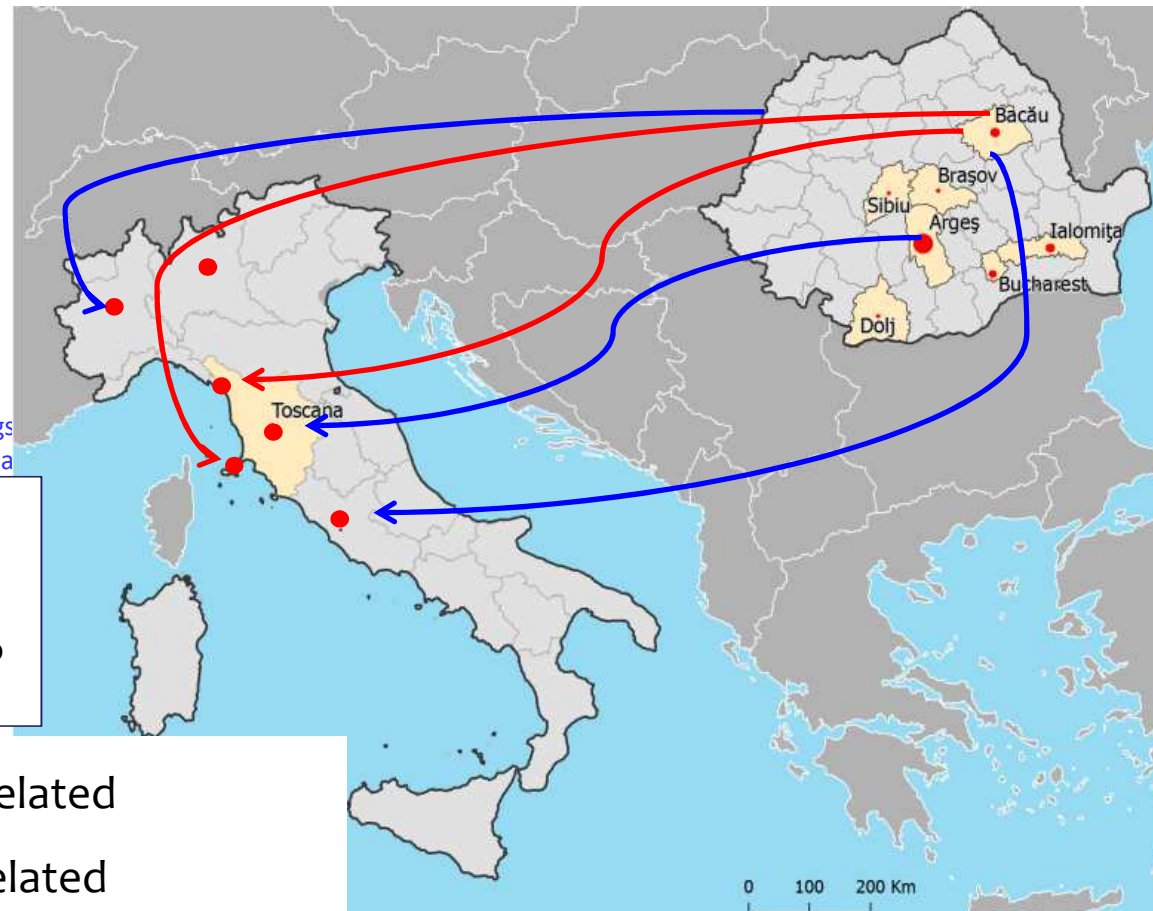 Bacău
Braşov
Sibiu
Argeş
Ialomiţa
Bucharest
Dolj
Toscana
elated
elated
0 100 200 Km